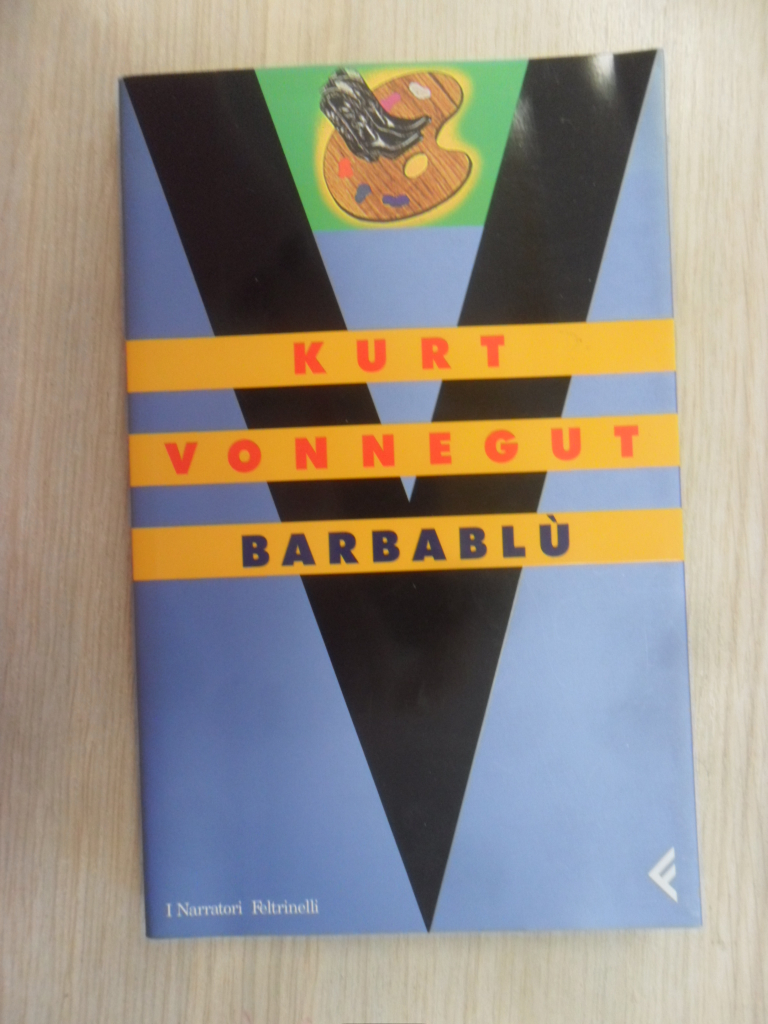 KURT
VONNEGUT
BARBABLÙ
I Narratori Feltrinelli